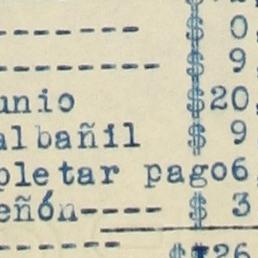 ------ $ 0
------- $ 9
unio $20
albañil $ 9
pletar pago6
eñón---- $ 3
------